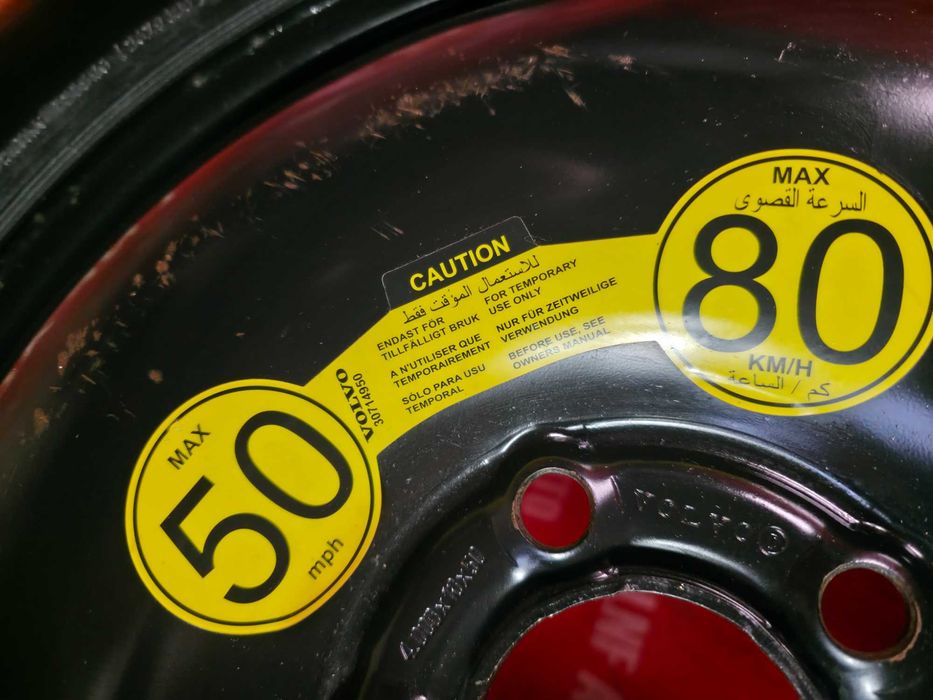 MAX
50
mph
VOLVO
30714950
CAUTION
للاستعمال المؤقت فقط
ENDAST FÖR
TILLFÄLLIGT BRUK
A N'UTILISER QUE
TEMPORAIREMENT
SÓLO PARA USU
TEMPORAL
FOR TEMPORARY
USE ONLY
NUR FÜR ZEITWEILIGE
VERWENDUNG
BEFORE USE, SEE
OWNERS MANUAL
MAX
السرعة القصوى
80
KM/H
كم / الساعة